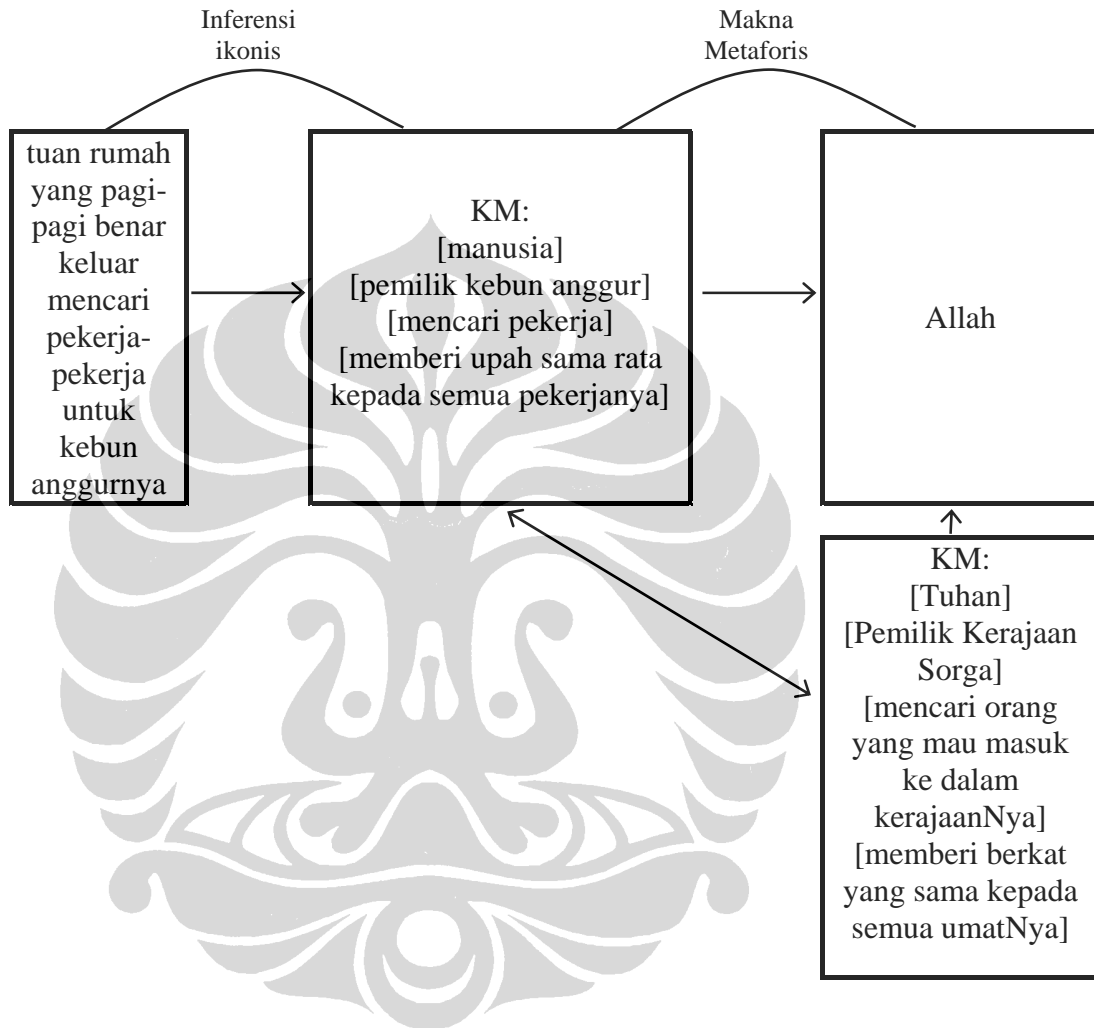 Inferensi
ikonis
Makna
Metaforis
tuan rumah
yang pagi-
pagi benar
keluar
mencari
pekerja-
pekerja
untuk
kebun
anggurnya
KM:
[manusia]
[pemilik kebun anggur]
[mencari pekerja]
[memberi upah sama rata
kepada semua pekerjanya]
Allah
KM:
[Tuhan]
[Pemilik Kerajaan
Sorga]
[mencari orang
yang mau masuk
ke dalam
kerajaanNya]
[memberi berkat
yang sama kepada
semua umatNya]